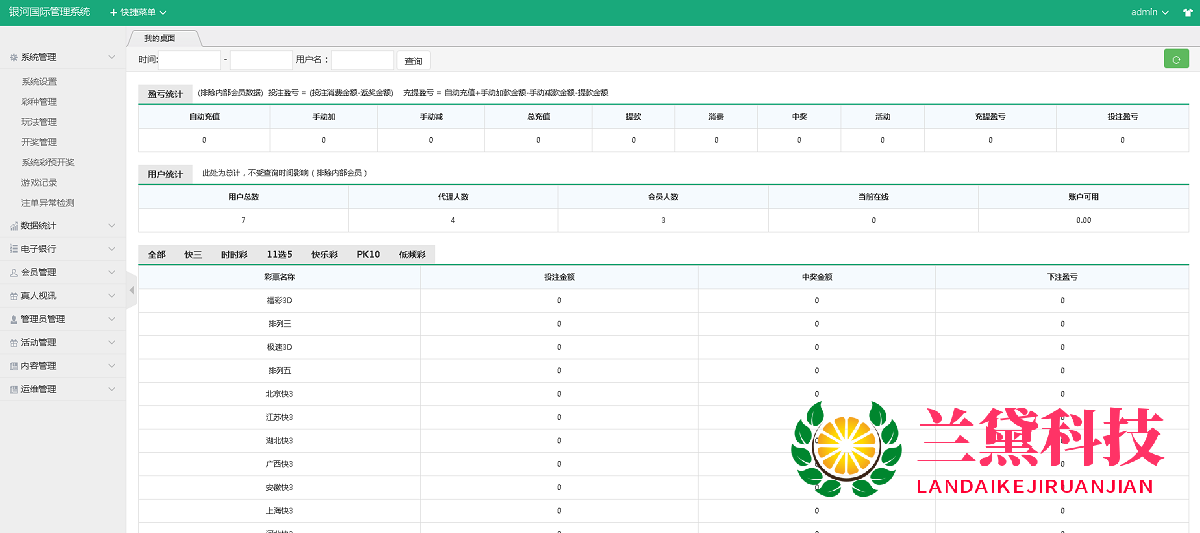 银河国际管理系统 + 快捷菜单 admin
我的桌面
时间: - 用户名： 查询
系统管理
系统设置
彩种管理
玩法管理
开奖管理
系统彩预开奖
游戏记录
注单异常检测
数据统计
电子银行
会员管理
真人视讯
管理员管理
活动管理
内容管理
运维管理
盈亏统计 (排除内部会员数据) 投注盈亏 = (投注消费金额-返奖金额) 充提盈亏 = 自动充值+手动加款金额-手动减款金额-提款金额
自动充值 手动加 手动减 总充值 提款 消费 中奖 活动 充提盈亏 投注盈亏
0 0 0 0 0 0 0 0 0 0
用户统计 此处为总计，不受查询时间影响（排除内部会员）
用户总数 代理人数 会员人数 当前在线 账户可用
7 4 3 0 0.00
全部 快三 时时彩 11选5 快乐彩 PK10 低频彩
彩票名称 投注金额 中奖金额 下注盈亏
福彩3D 0 0 0
排列三 0 0 0
极速3D 0 0 0
排列五 0 0 0
北京快3 0 0 0
江苏快3 0 0 0
湖北快3 0 0 0
广西快3 0 0
安徽快3 0 0 0
上海快3 0 0 0
河北快3
兰黛科技
LANDAIKEJIRUANJIAN